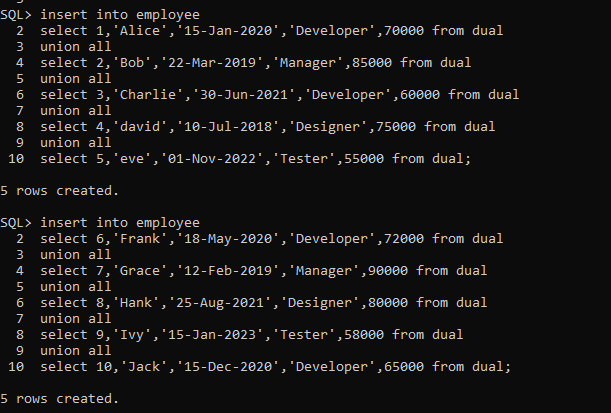 SQL> insert into employee
2 select 1,'Alice','15-Jan-2020','Developer',70000 from dual
3 union all
4 select 2,'Bob','22-Mar-2019','Manager',85000 from dual
5 union all
6 select 3,'Charlie','30-Jun-2021','Developer',60000 from dual
7 union all
8 select 4,'david','10-Jul-2018','Designer',75000 from dual
9 union all
10 select 5,'eve','01-Nov-2022','Tester',55000 from dual;
5 rows created.
SQL> insert into employee
2 select 6,'Frank','18-May-2020','Developer',72000 from dual
3 union all
4 select 7,'Grace','12-Feb-2019','Manager',90000 from dual
5 union all
6 select 8,'Hank','25-Aug-2021','Designer',80000 from dual
7 union all
8 select 9,'Ivy','15-Jan-2023','Tester',58000 from dual
9 union all
10 select 10,'Jack','15-Dec-2020','Developer',65000 from dual;
5 rows created.